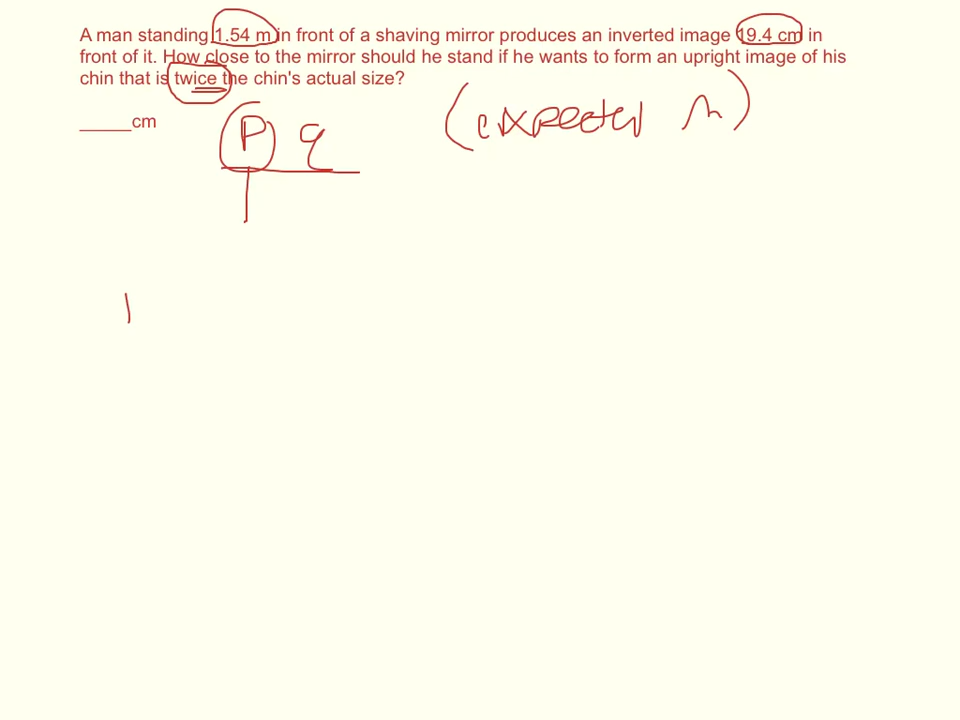 A man standing 1.54 m in front of a shaving mirror produces an inverted image 19.4 cm in
front of it. How close to the mirror should he stand if he wants to form an upright image of his
chin that is twice the chin's actual size?
_____cm
P q (expected M)